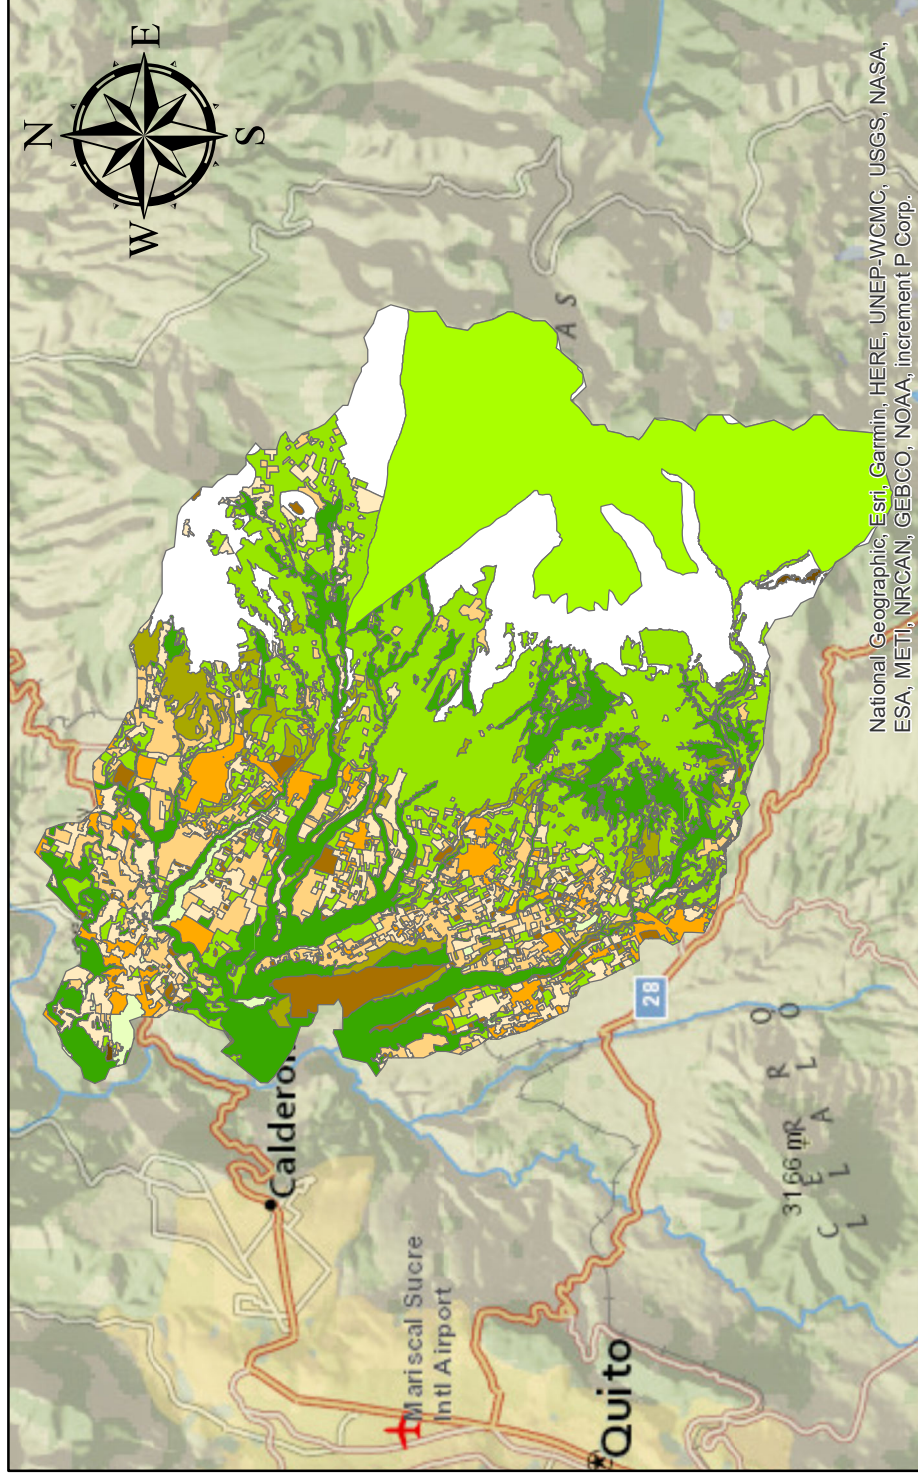 N
E
S
W
A S
National Geographic, Esri, Garmin, HERE, UNEP-WCMC, USGS, NASA,
ESA, METI, NRCAN, GEBCO, NOAA, increment P Corp.
28
Calderon
Mariscal Sucre
Intl Airport
Quito
3166 m
C E R R O
L L A L O